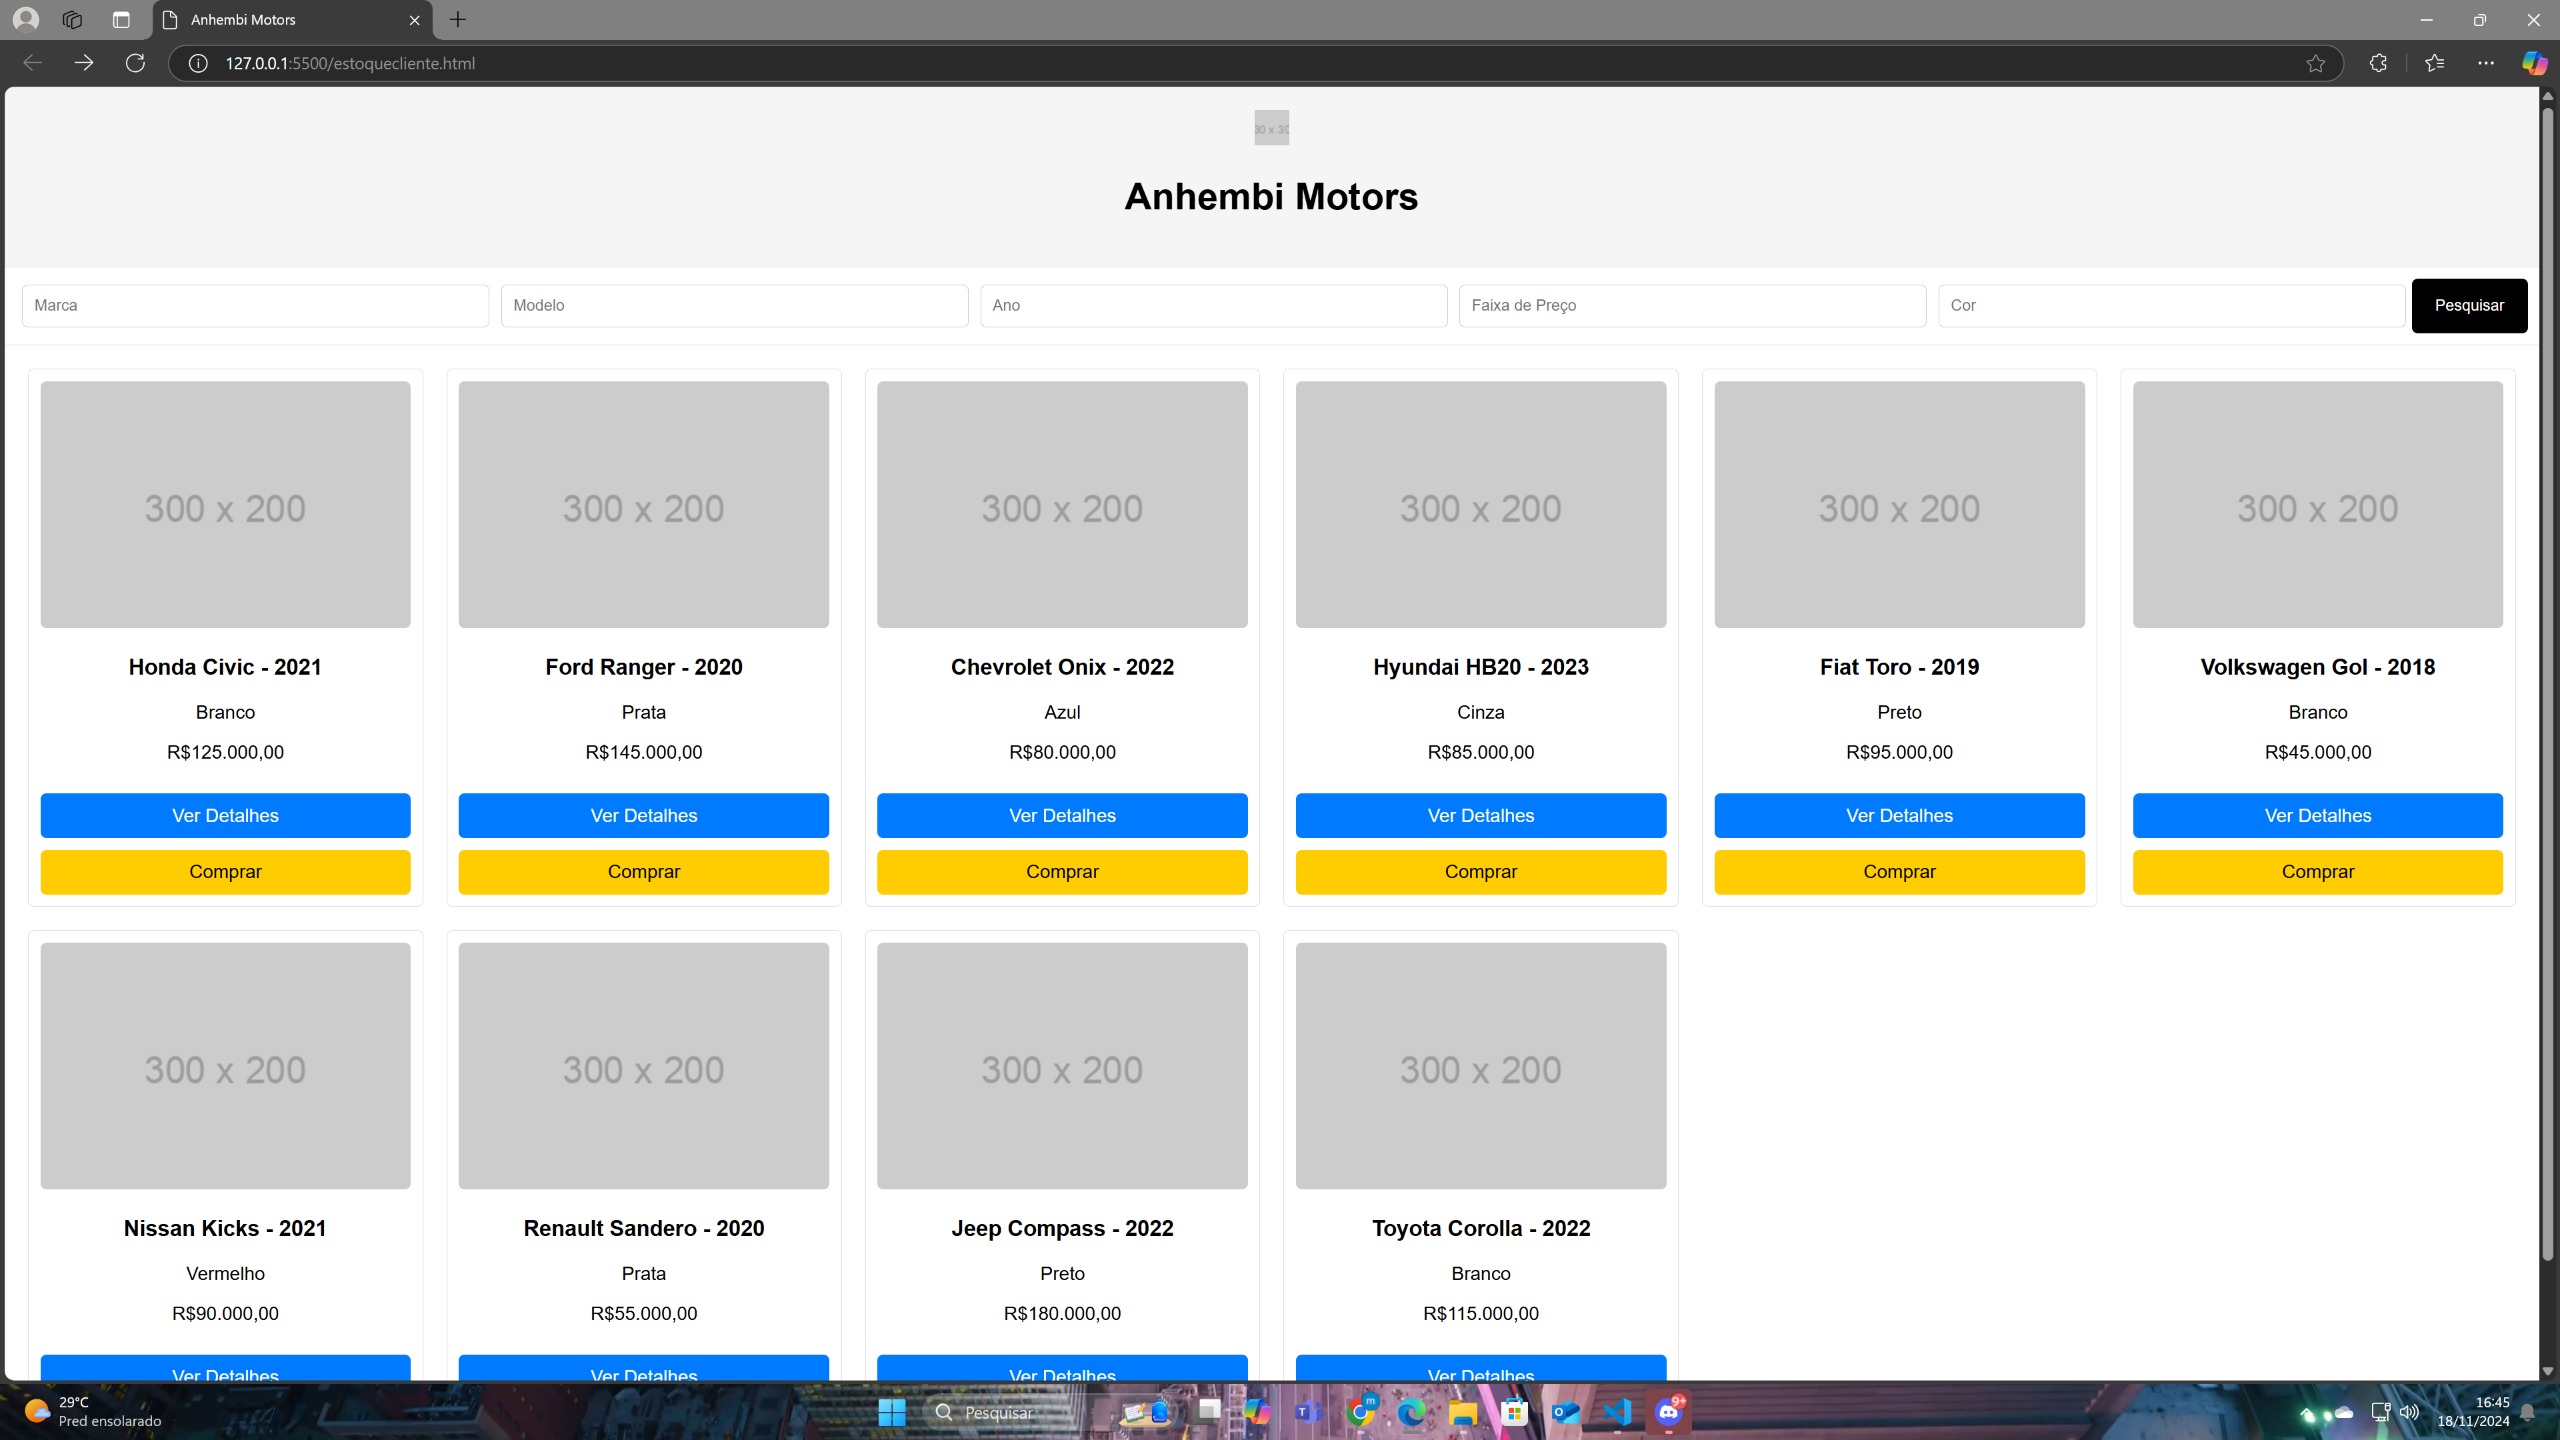 Anhembi Motors
127.0.0.1:5500/estoquecliente.html
30 x 30
Anhembi Motors
Marca Modelo Ano Faixa de Preço Cor Pesquisar
300 x 200 300 x 200 300 x 200 300 x 200 300 x 200 300 x 200
Honda Civic - 2021 Ford Ranger - 2020 Chevrolet Onix - 2022 Hyundai HB20 - 2023 Fiat Toro - 2019 Volkswagen Gol - 2018
Branco Prata Azul Cinza Preto Branco
R$125.000,00 R$145.000,00 R$80.000,00 R$85.000,00 R$95.000,00 R$45.000,00
Ver Detalhes Ver Detalhes Ver Detalhes Ver Detalhes Ver Detalhes Ver Detalhes
Comprar Comprar Comprar Comprar Comprar Comprar
300 x 200 300 x 200 300 x 200 300 x 200
Nissan Kicks - 2021 Renault Sandero - 2020 Jeep Compass - 2022 Toyota Corolla - 2022
Vermelho Prata Preto Branco
R$90.000,00 R$55.000,00 R$180.000,00 R$115.000,00
Ver Detalhes Ver Detalhes Ver Detalhes Ver Detalhes
29°C
Pred ensolarado
Pesquisar
m
9+
16:45
18/11/2024